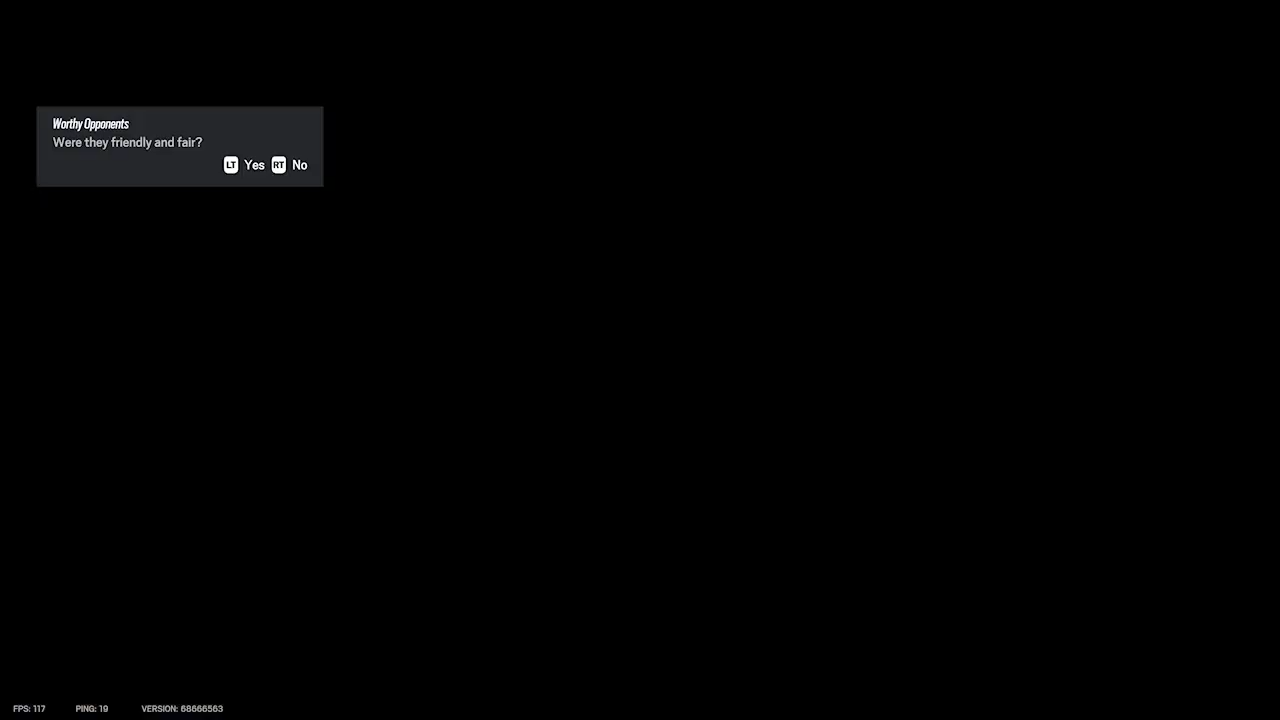 Worthy Opponents
Were they friendly and fair?
LT Yes RT No
FPS: 117 PING: 19 VERSION: 68666563